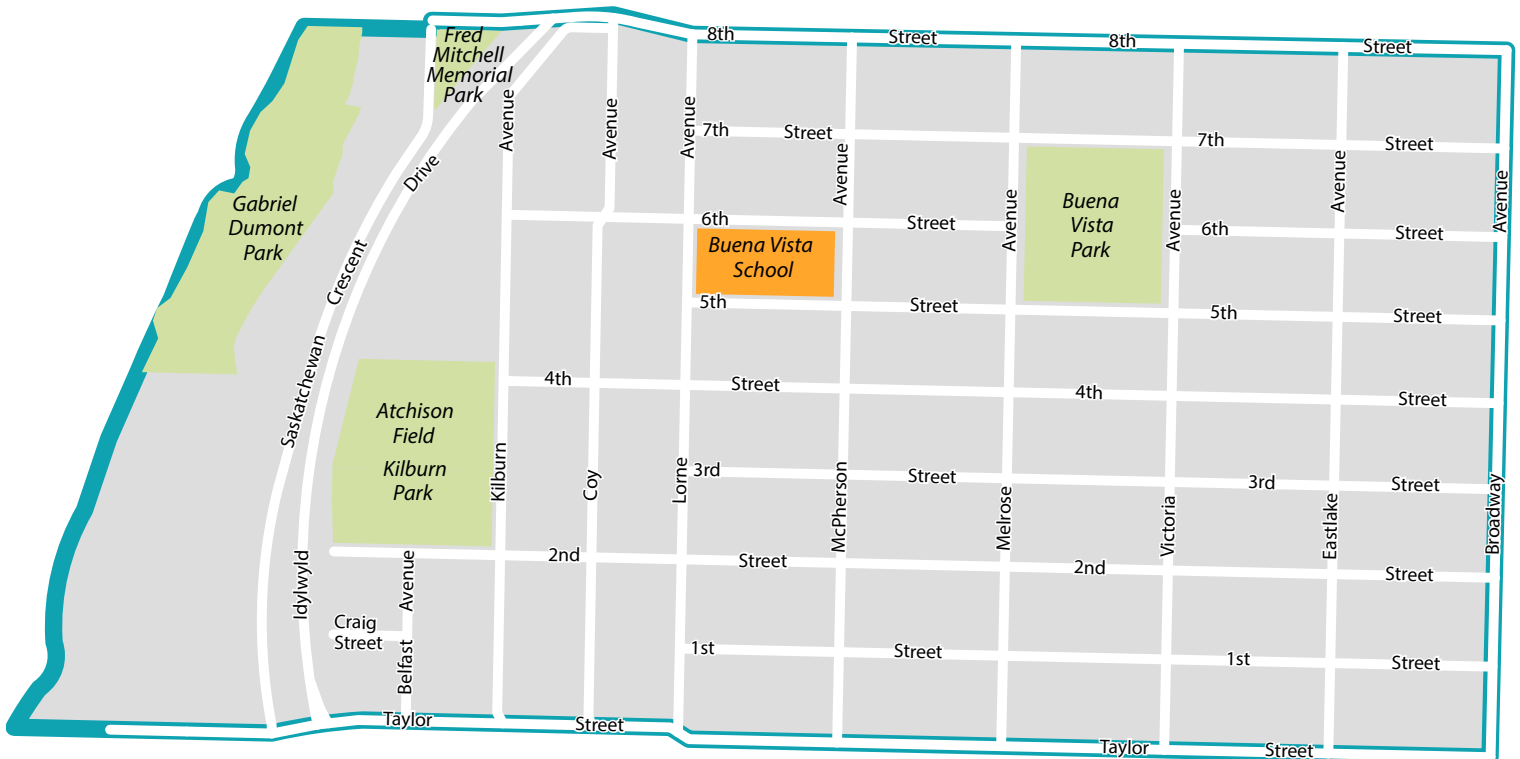 Fred
Mitchell
Memorial
Park
8th Street 8th Street
7th Street 7th Street
Avenue
Avenue
Avenue
Avenue
Avenue
Avenue
Avenue
Avenue
Drive
Gabriel
Dumont
Park
Buena
Vista
Park
6th Street 6th Street
Buena Vista
School
Crescent
5th Street 5th Street
Saskatchewan
4th Street 4th Street
Atchison
Field
Kilburn
Park
Kilburn
Coy
Lorne
McPherson
Melrose
Victoria
Eastlake
Broadway
3rd Street 3rd Street
2nd Street 2nd Street
Idylwyld
Avenue
Belfast
Craig
Street
1st Street 1st Street
Taylor Street Taylor Street